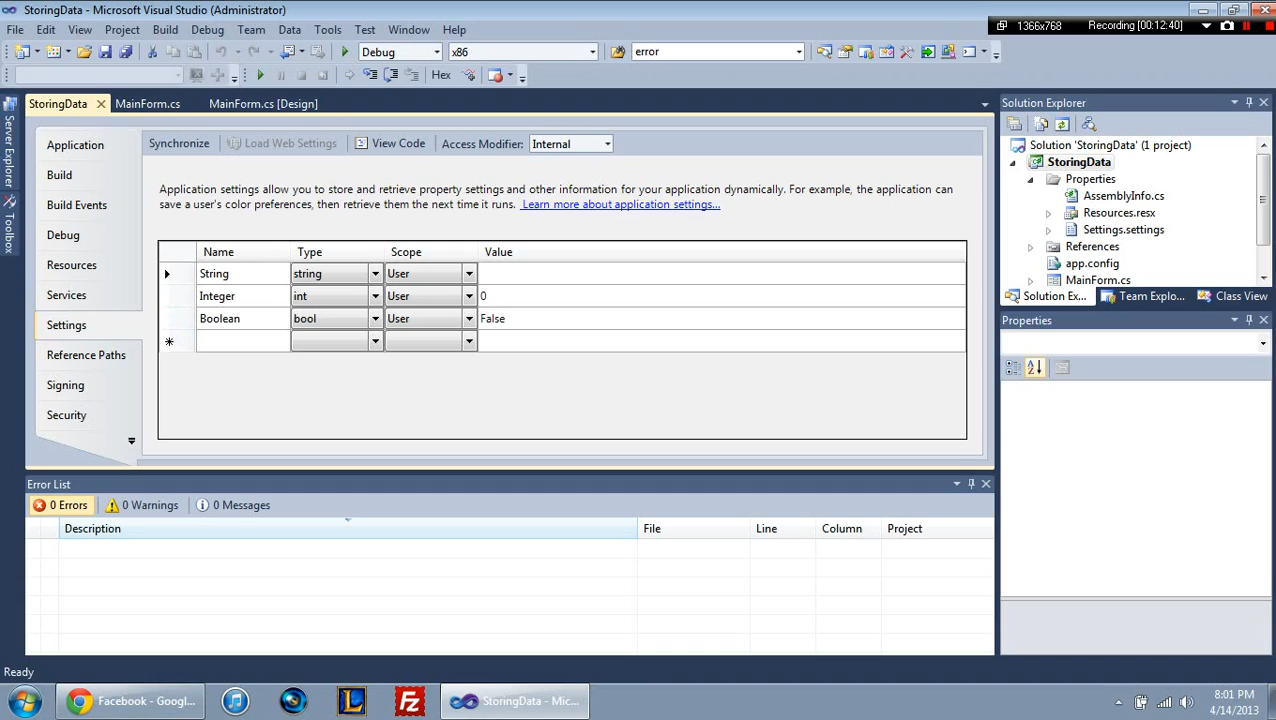 StoringData - Microsoft Visual Studio (Administrator)
File Edit View Project Build Debug Team Data Tools Test Window Help
1366x768 Recording [00:12:40]
Debug x86 error
Hex
StoringData MainForm.cs MainForm.cs [Design]
Server Explorer
Toolbox
Application
Build
Build Events
Debug
Resources
Services
Settings
Reference Paths
Signing
Security
Synchronize Load Web Settings View Code Access Modifier: Internal
Application settings allow you to store and retrieve property settings and other information for your application dynamically. For example, the application can
save a user's color preferences, then retrieve them the next time it runs. Learn more about application settings...
Name Type Scope Value
String string User
Integer int User 0
Boolean bool User False
Solution Explorer
Solution 'StoringData' (1 project)
StoringData
Properties
AssemblyInfo.cs
Resources.resx
Settings.settings
References
app.config
MainForm.cs
Solution Ex... Team Explo... Class View
Properties
Error List
0 Errors 0 Warnings 0 Messages
Description File Line Column Project
Ready
Facebook - Googl... Fz StoringData - Mic...
8:01 PM
4/14/2013